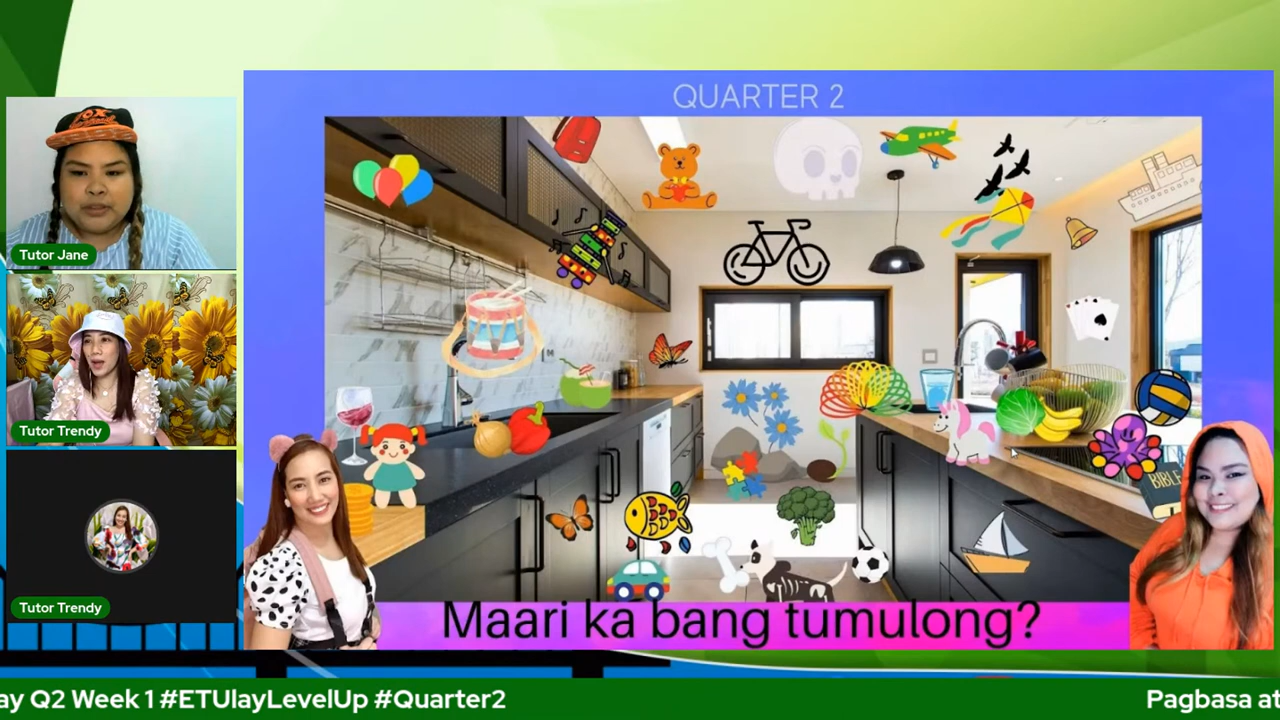 QUARTER 2
Tutor Jane
Tutor Trendy
Tutor Trendy
BIBLE
Maari ka bang tumulong?
ay Q2 Week 1 #ETUlayLevelUp #Quarter2
Pagbasa at